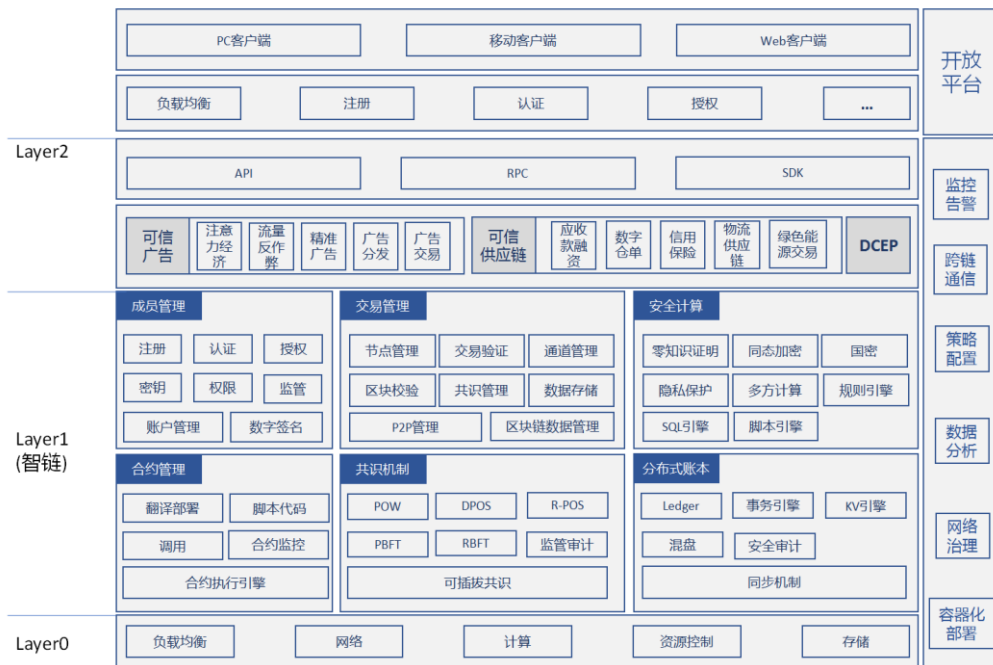 PC客户端
移动客户端
Web客户端
开放
平台
负载均衡
注册
认证
授权
...
Layer2
API
RPC
SDK
可信
广告
注意
力经
济
流量
反作
弊
精准
广告
广告
分发
广告
交易
可信
供应链
应收
款融
资
数字
仓单
信用
保险
物流
供应
链
绿色能
源交易
DCEP
监控
告警
跨链
通信
策略
配置
数据
分析
网络
治理
容器化
部署
Layer1
(智链)
成员管理
注册
认证
授权
密钥
权限
监管
账户管理
数字签名
交易管理
节点管理
交易验证
通道管理
区块校验
共识管理
数据存储
P2P管理
区块链数据管理
安全计算
零知识证明
同态加密
国密
隐私保护
多方计算
规则引擎
SQL引擎
脚本引擎
合约管理
翻译部署
脚本代码
调用
合约监控
合约执行引擎
共识机制
POW
DPOS
R-POS
PBFT
RBFT
监管审计
可插拔共识
分布式账本
Ledger
事务引擎
KV引擎
混盘
安全审计
同步机制
Layer0
负载均衡
网络
计算
资源控制
存储